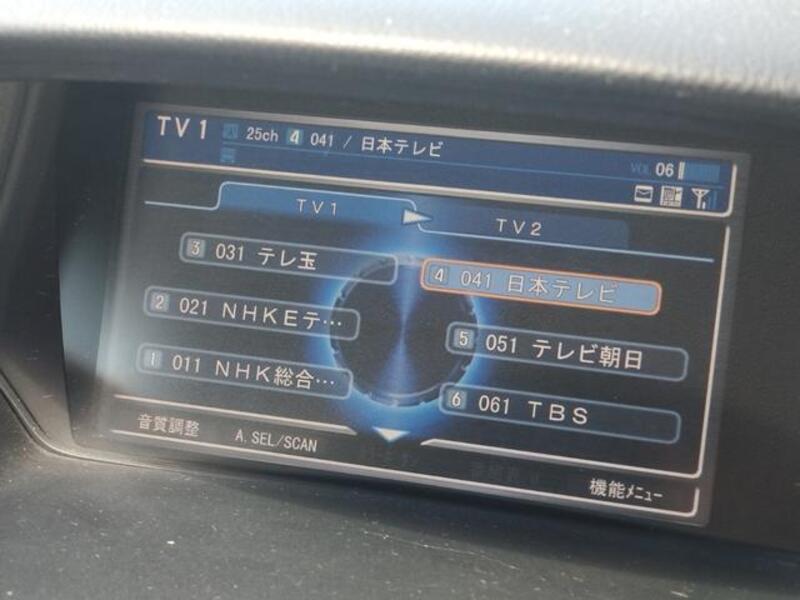 TV1 25ch 4 041 / 日本テレビ
VOL 06
TV1
TV2
3 031 テレ玉
4 041 日本テレビ
2 021 NHKEテ…
5 051 テレビ朝日
1 011 NHK総合…
6 061 TBS
音質調整
A.SEL/SCAN
機能メニュー